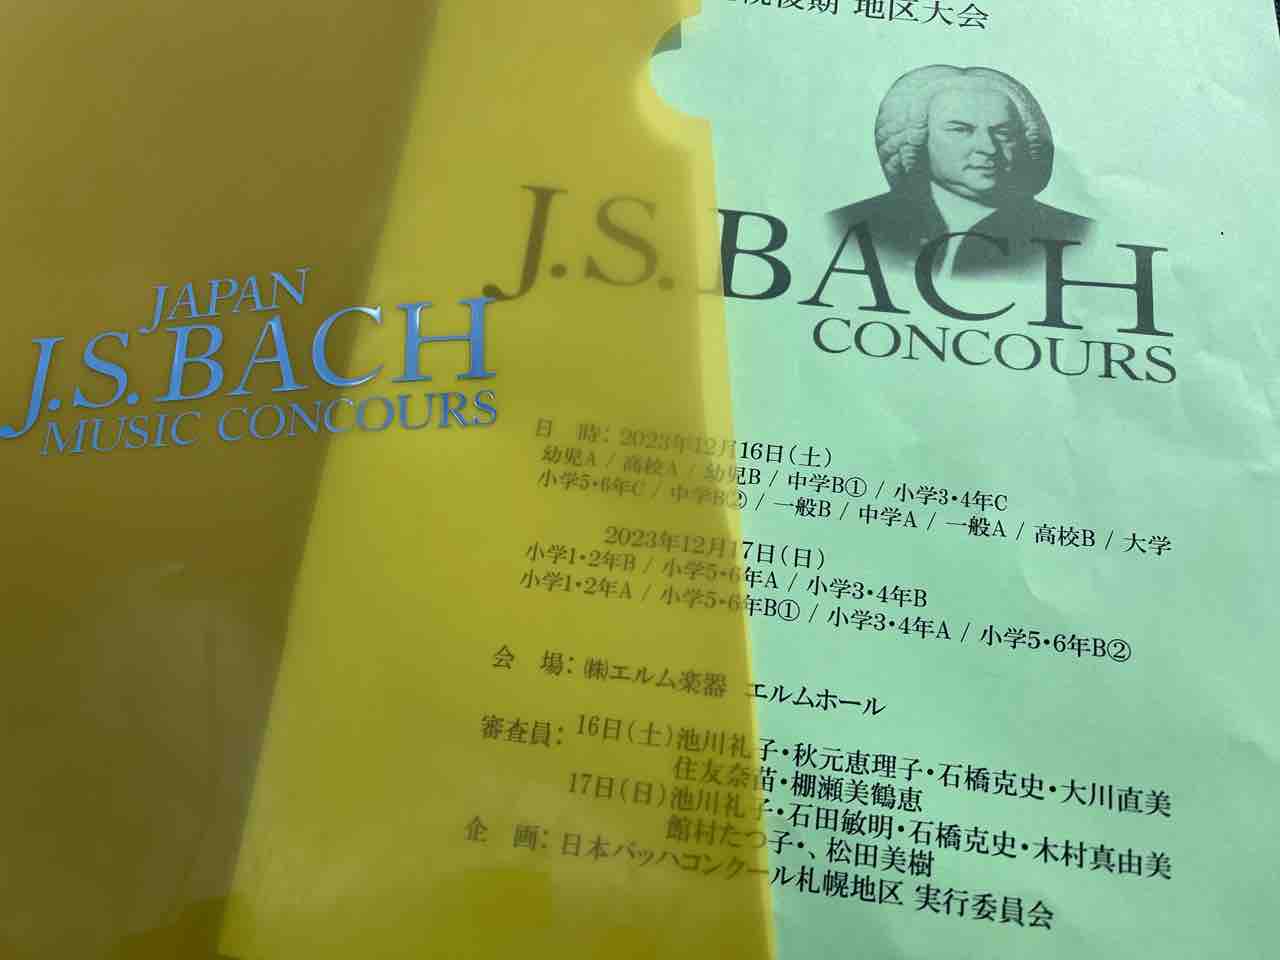 後期 地区大会
JAPAN
J.S.BACH
MUSIC CONCOURS
J.S.BACH
CONCOURS
日 時：2023年12月16日（土）
幼児A / 高校A / 幼児B / 中学B① / 小学3・4年C
小学5・6年C / 中学B② / 一般B / 中学A / 一般A / 高校B / 大学
2023年12月17日（日）
小学1・2年B / 小学5・6年A / 小学3・4年B
小学1・2年A / 小学5・6年B① / 小学3・4年A / 小学5・6年B②
会 場：㈱エルム楽器 エルムホール
審査員：16日（土）池川礼子・秋元恵理子・石橋克史・大川直美
住友奈苗・棚瀬美鶴恵
17日（日）池川礼子・石田敏明・石橋克史・木村真由美
館村たつ子・、松田美樹
企 画：日本バッハコンクール札幌地区 実行委員会